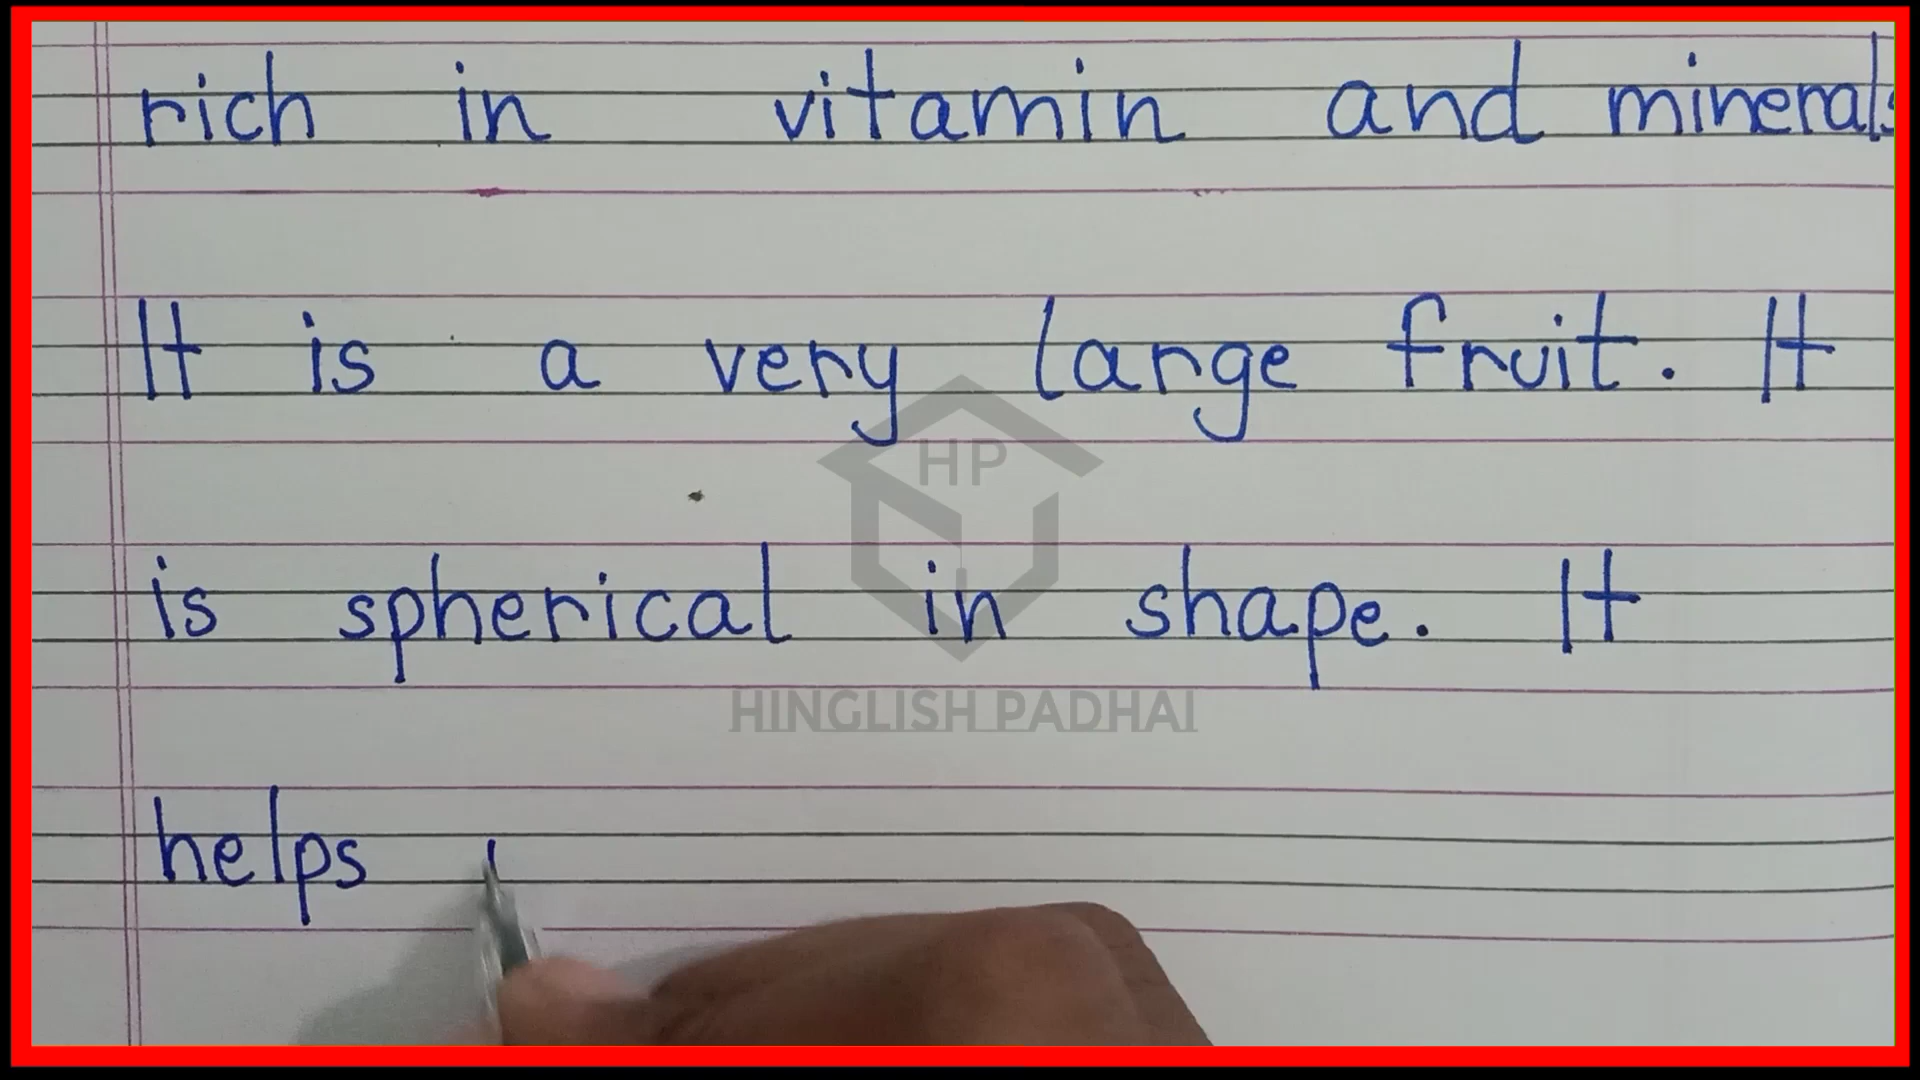 rich in vitamin and minerals
It is a very large fruit. It
HP
is spherical in shape. It
HINGLISH PADHAI
helps